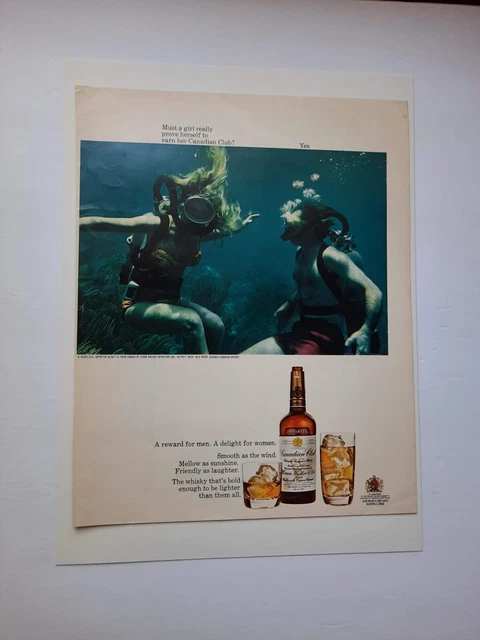 Must a girl really
prove herself to
earn her Canadian Club?
Yes.
A reward for men. A delight for women.
Smooth as the wind.
Mellow as sunshine.
Friendly as laughter.
The whisky that's bold
enough to be lighter
than them all.
Canadian Club